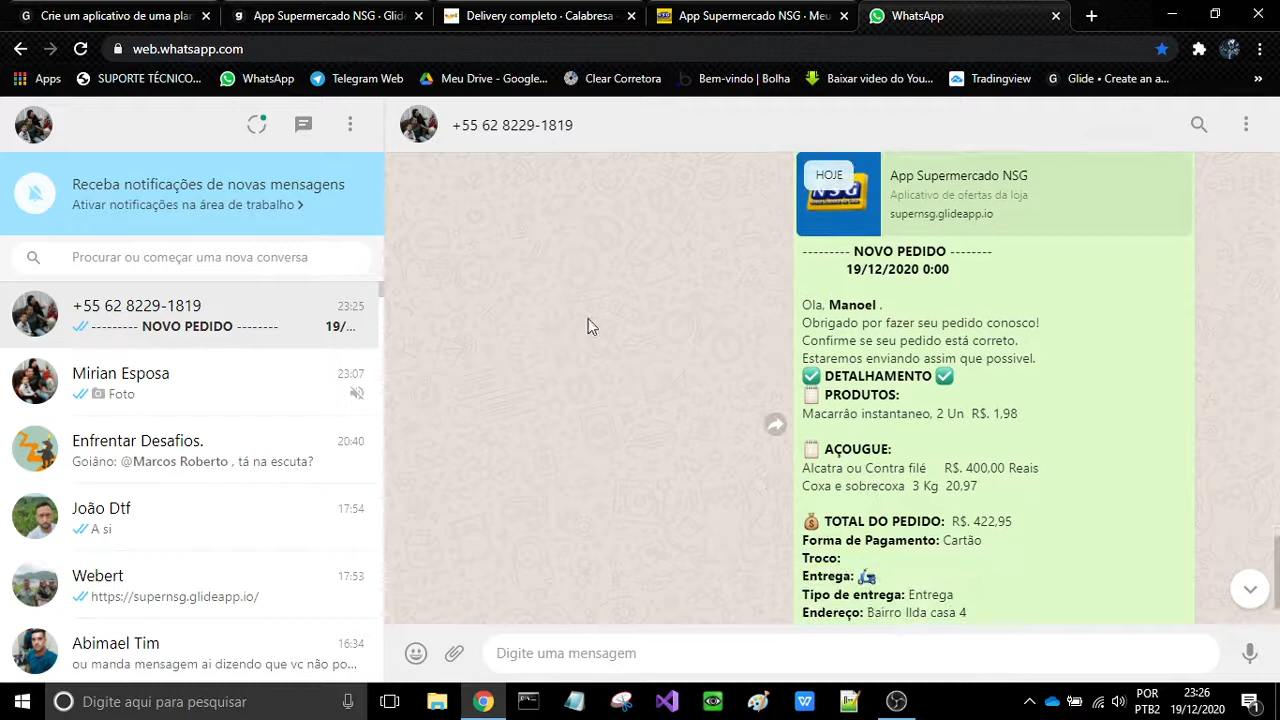 Crie um aplicativo de uma pla
App Supermercado NSG - Glide
Delivery completo - Calabresa
App Supermercado NSG - Meu
WhatsApp
web.whatsapp.com
Apps
SUPORTE TÉCNICO...
WhatsApp
Telegram Web
Meu Drive - Google...
Clear Corretora
Bem-vindo | Bolha
Baixar video do You...
Tradingview
Glide • Create an a...
»
+55 62 8229-1819
Receba notificações de novas mensagens
Ativar notificações na área de trabalho
Procurar ou começar uma nova conversa
+55 62 8229-1819
23:25
--------- NOVO PEDIDO -------- 19/...
Mirian Esposa
23:07
Foto
Enfrentar Desafios.
20:40
Goiâno: @Marcos Roberto , tá na escuta?
João Dtf
17:54
A si
Webert
17:53
https://supernsg.glideapp.io/
Abimael Tim
16:34
ou manda mensagem ai dizendo que vc não po...
HOJE
NSG
App Supermercado NSG
Aplicativo de ofertas da loja
supernsg.glideapp.io
--------- NOVO PEDIDO --------
19/12/2020 0:00
Ola, Manoel .
Obrigado por fazer seu pedido conosco!
Confirme se seu pedido está correto.
Estaremos enviando assim que possivel.
DETALHAMENTO
PRODUTOS:
Macarrâo instantaneo, 2 Un R$. 1,98
AÇOUGUE:
Alcatra ou Contra filé R$. 400,00 Reais
Coxa e sobrecoxa 3 Kg 20,97
TOTAL DO PEDIDO: R$. 422,95
Forma de Pagamento: Cartão
Troco:
Entrega:
Tipo de entrega: Entrega
Endereço: Bairro Ilda casa 4
Digite uma mensagem
Digite aqui para pesquisar
POR
PTB2
23:26
19/12/2020